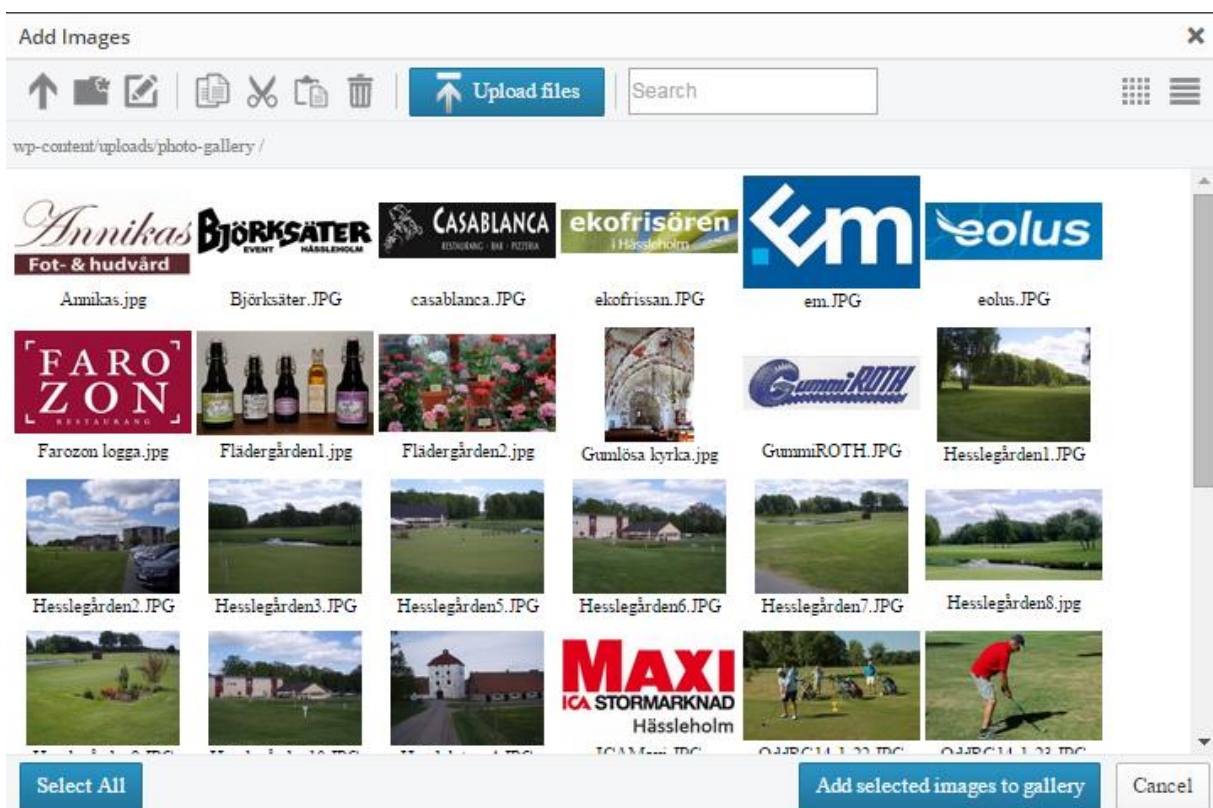 Add Images
Upload files
Search
wp-content/uploads/photo-gallery /
Annikas
Fot- & hudvård
BJÖRKSÄTER
EVENT HÄSSLEHOLM
CASABLANCA
RESTAURANG · BAR · PIZZERIA
ekofrisören
i Hässleholm
Em
eolus
Annikas.jpg Björksäter.JPG casablanca.JPG ekofrissan.JPG em.JPG eolus.JPG
FARO
ZON
RESTAURANG
GummiROTH
Farozon logga.jpg Flädergården1.jpg Flädergården2.jpg Gumlösa kyrka.jpg GummiROTH.JPG Hesslegården1.JPG
Hesslegården2.JPG Hesslegården3.JPG Hesslegården5.JPG Hesslegården6.JPG Hesslegården7.JPG Hesslegården8.jpg
MAXI
ICA STORMARKNAD
Hässleholm
Select All
Add selected images to gallery
Cancel